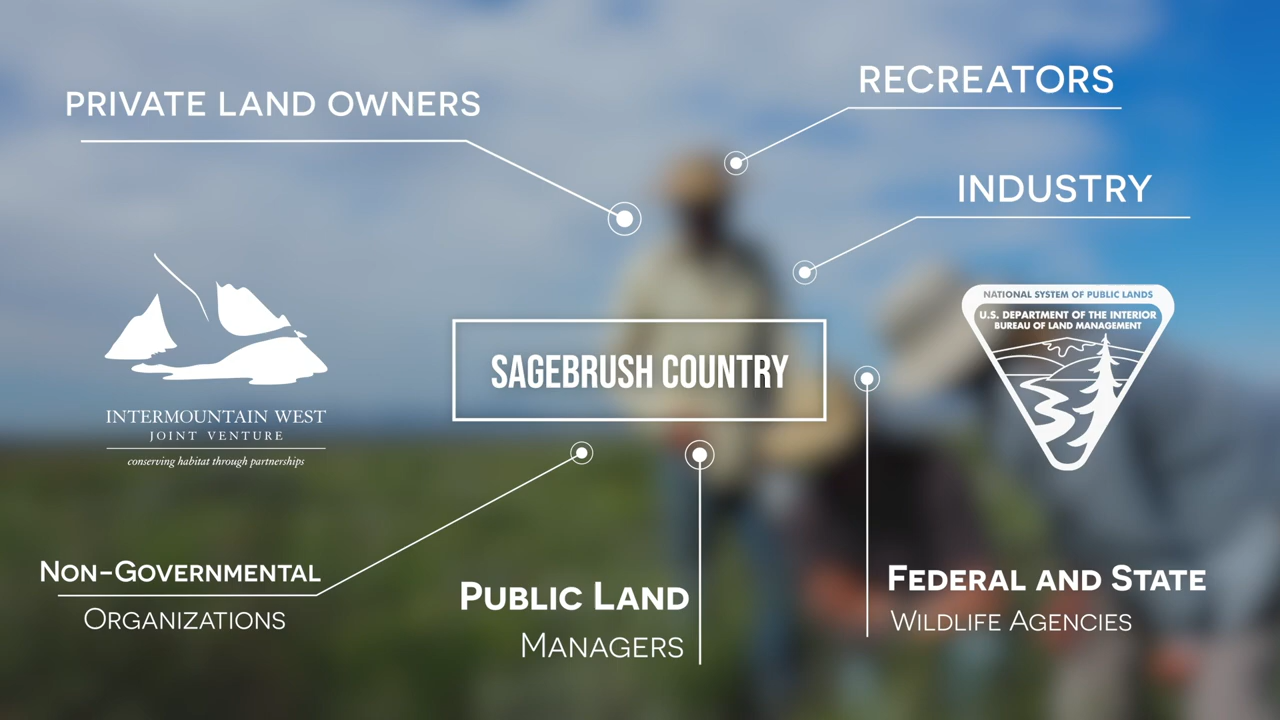 PRIVATE LAND OWNERS
RECREATORS
INDUSTRY
NATIONAL SYSTEM OF PUBLIC LANDS
U.S. DEPARTMENT OF THE INTERIOR
BUREAU OF LAND MANAGEMENT
SAGEBRUSH COUNTRY
INTERMOUNTAIN WEST
JOINT VENTURE
conserving habitat through partnerships
NON-GOVERNMENTAL
ORGANIZATIONS
PUBLIC LAND
MANAGERS
FEDERAL AND STATE
WILDLIFE AGENCIES